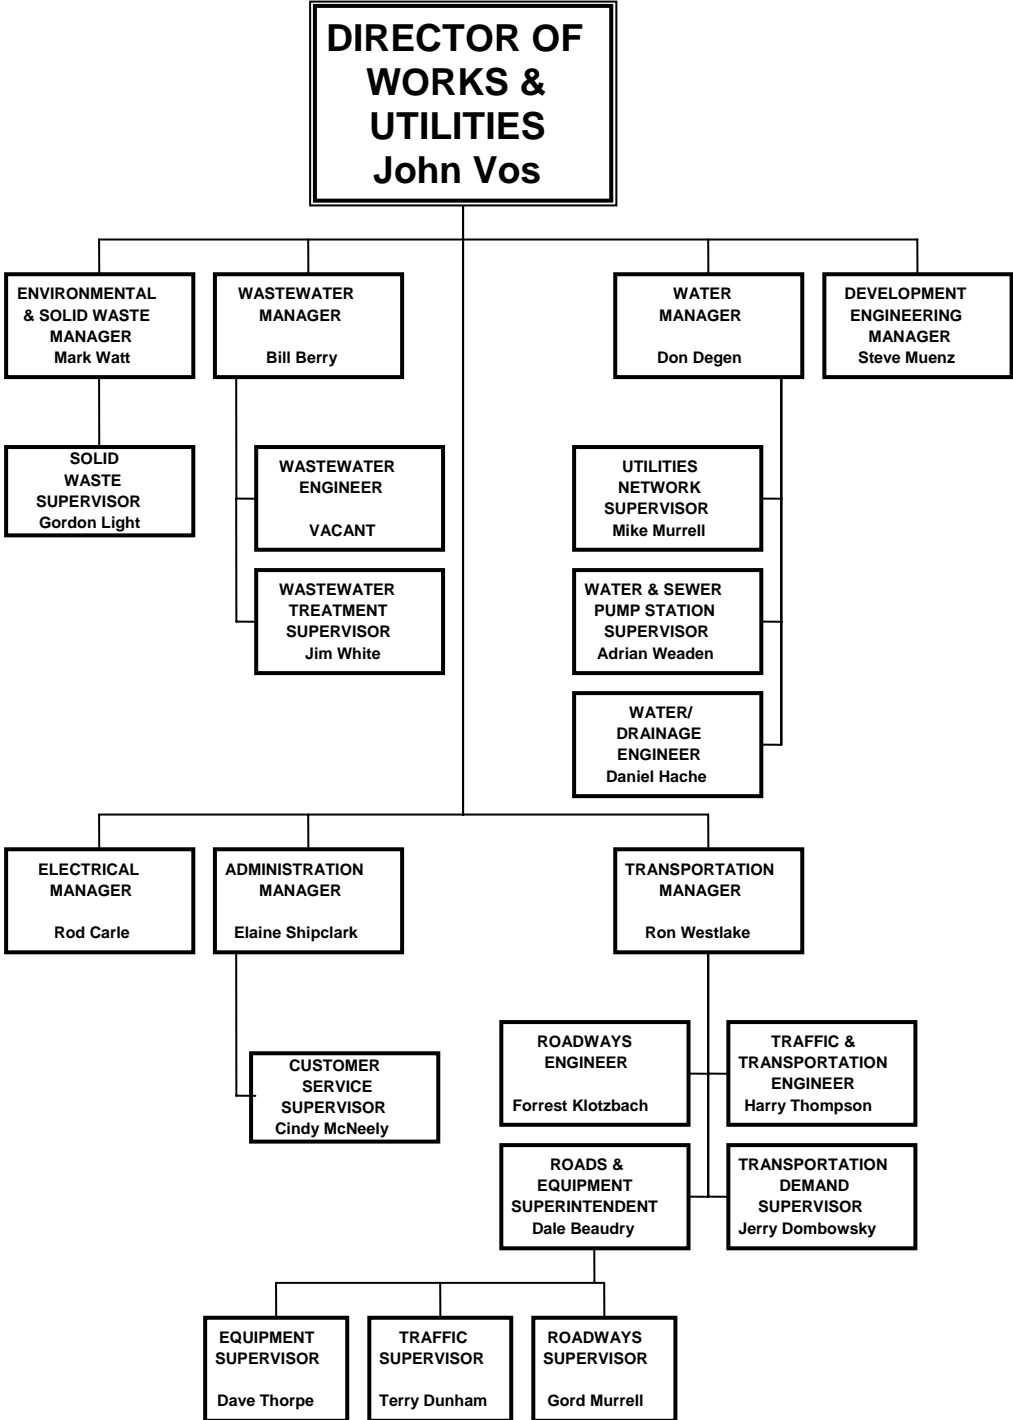 DIRECTOR OF
WORKS &
UTILITIES
John Vos
ENVIRONMENTAL
& SOLID WASTE
MANAGER
Mark Watt
WASTEWATER
MANAGER
Bill Berry
WATER
MANAGER
Don Degen
DEVELOPMENT
ENGINEERING
MANAGER
Steve Muenz
SOLID
WASTE
SUPERVISOR
Gordon Light
WASTEWATER
ENGINEER
VACANT
UTILITIES
NETWORK
SUPERVISOR
Mike Murrell
WASTEWATER
TREATMENT
SUPERVISOR
Jim White
WATER & SEWER
PUMP STATION
SUPERVISOR
Adrian Weaden
WATER/
DRAINAGE
ENGINEER
Daniel Hache
ELECTRICAL
MANAGER
Rod Carle
ADMINISTRATION
MANAGER
Elaine Shipclark
TRANSPORTATION
MANAGER
Ron Westlake
CUSTOMER
SERVICE
SUPERVISOR
Cindy McNeely
ROADWAYS
ENGINEER
Forrest Klotzbach
TRAFFIC &
TRANSPORTATION
ENGINEER
Harry Thompson
ROADS &
EQUIPMENT
SUPERINTENDENT
Dale Beaudry
TRANSPORTATION
DEMAND
SUPERVISOR
Jerry Dombowsky
EQUIPMENT
SUPERVISOR
Dave Thorpe
TRAFFIC
SUPERVISOR
Terry Dunham
ROADWAYS
SUPERVISOR
Gord Murrell